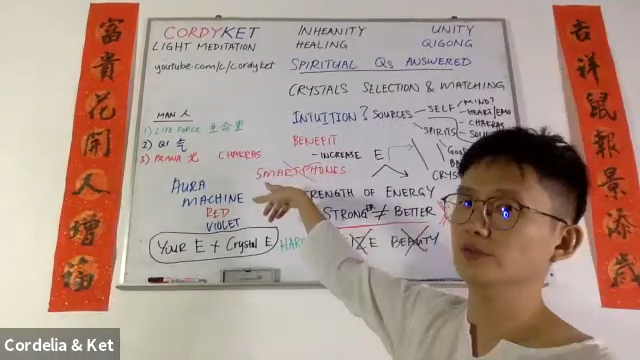 富貴花開人增
CORDYKET
LIGHT MEDITATION
youtube.com/c/cordyket
INHEANITY
HEALING
UNITY
QIGONG
SPIRITUAL Qs ANSWERED
CRYSTALS SELECTION & MATCHING
MAN 人
1) LIFE FORCE 生命里
2) QI 气
3) PRANA 光 CHAKRAS
AURA
MACHINE
RED
VIOLET
YOUR E + Crystal E
INTUITION? SOURCES
SELF
MIND?
HEART/EMO
CHAKRAS
SPIRITS
BENEFIT
- INCREASE E
SMARTPHONES
STRENGTH OF ENERGY
STRONGER ≠ BETTER
BEAUTY
吉祥鼠報景添歲
Cordelia & Ket